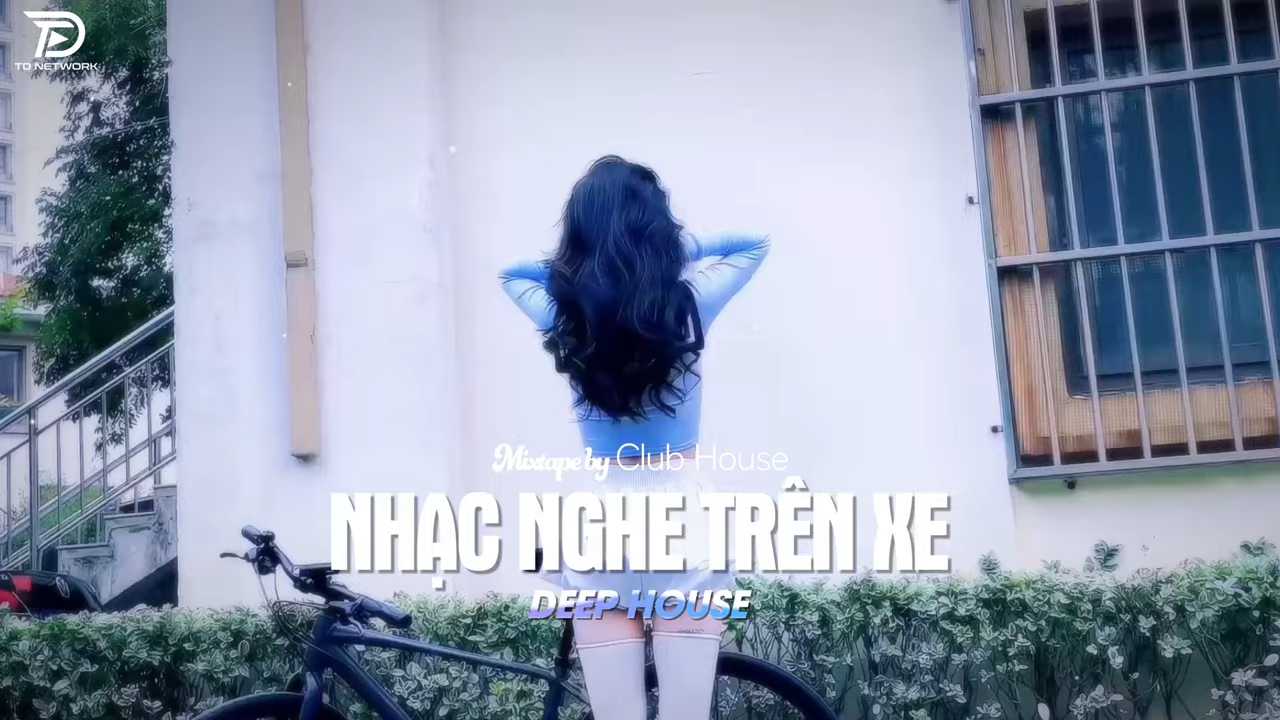 TD NETWORK
Mixtape by Club House
NHẠC NGHE TRÊN XE
DEEP HOUSE